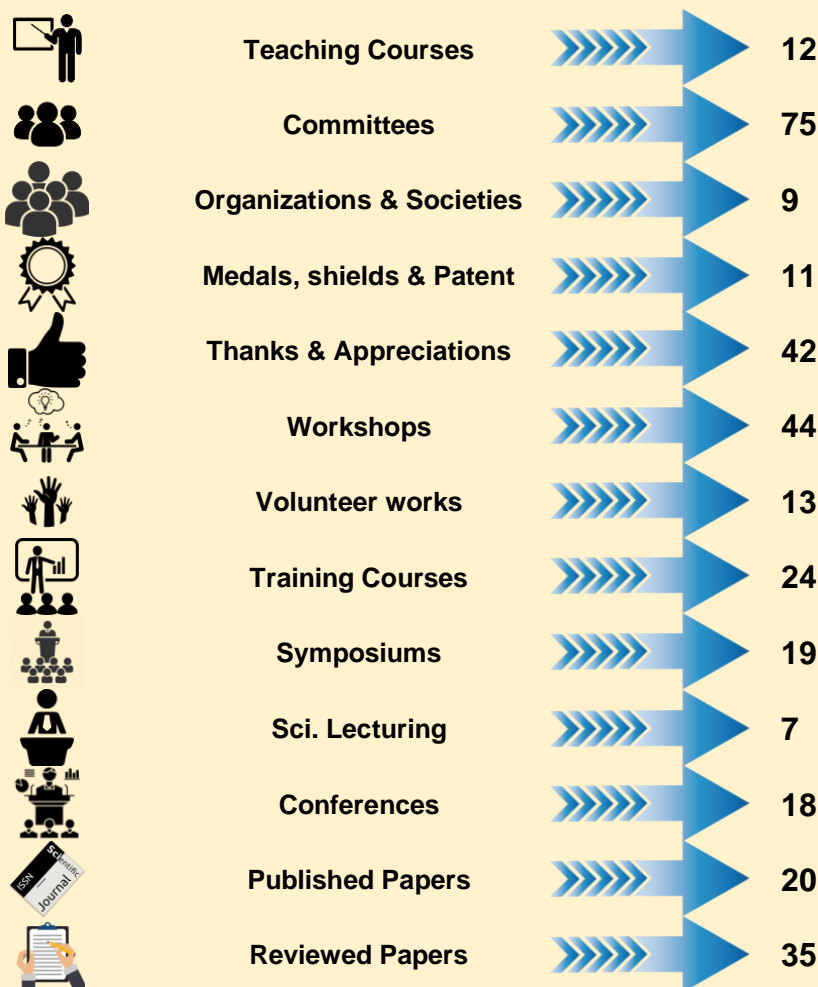 Teaching Courses 12
Committees 75
Organizations & Societies 9
Medals, shields & Patent 11
Thanks & Appreciations 42
Workshops 44
Volunteer works 13
Training Courses 24
Symposiums 19
Sci. Lecturing 7
Conferences 18
Scientific
ISSN
Journal
Published Papers 20
Reviewed Papers 35